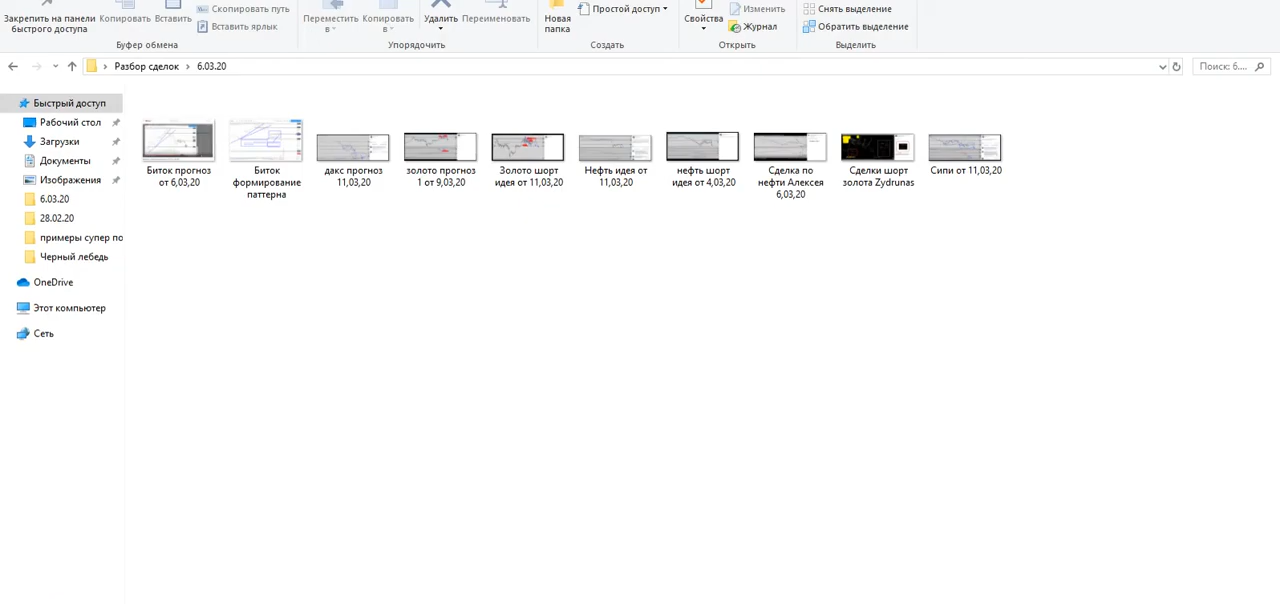 Закрепить на панели
быстрого доступа
Копировать
Вставить
Скопировать путь
Вставить ярлык
Буфер обмена
Переместить
в
Копировать
в
Удалить
Переименовать
Упорядочить
Новая
папка
Простой доступ
Создать
Свойства
Изменить
Журнал
Открыть
Снять выделение
Обратить выделение
Выделить
Разбор сделок > 6.03.20
Поиск: 6....
Быстрый доступ
Рабочий стол
Загрузки
Документы
Изображения
6.03.20
28.02.20
примеры супер по
Черный лебедь
OneDrive
Этот компьютер
Сеть
Биток прогноз
от 6,03,20
Биток
формирование
паттерна
дакс прогноз
11,03,20
золото прогноз
1 от 9,03,20
Золото шорт
идея от 11,03,20
Нефть идея от
11,03,20
нефть шорт
идея от 4,03,20
Сделка по
нефти Алексея
6,03,20
Сделки шорт
золота Zydrunas
Сипи от 11,03,20